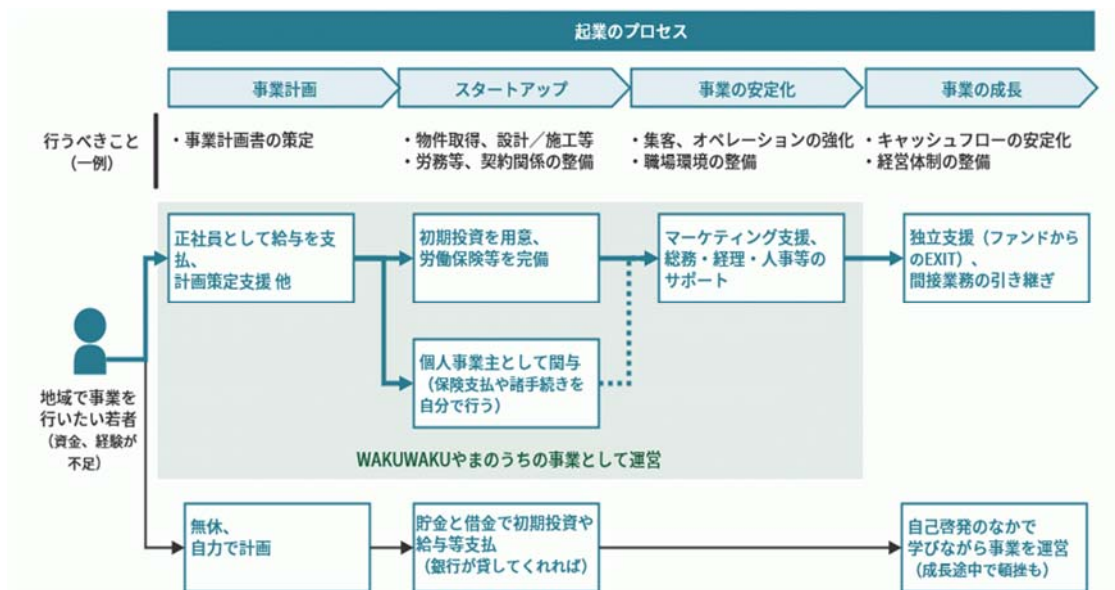 起業のプロセス
事業計画
スタートアップ
事業の安定化
事業の成長
行うべきこと
（一例）
・事業計画書の策定
・物件取得、設計／施工等
・労務等、契約関係の整備
・集客、オペレーションの強化
・職場環境の整備
・キャッシュフローの安定化
・経営体制の整備
正社員として給与を支
払、
計画策定支援 他
初期投資を用意、
労働保険等を完備
マーケティング支援、
総務・経理・人事等の
サポート
独立支援（ファンドから
のEXIT）、
間接業務の引き継ぎ
個人事業主として関与
（保険支払や諸手続きを
自分で行う）
地域で事業を
行いたい若者
（資金、経験が
不足）
WAKUWAKUやまのうちの事業として運営
無休、
自力で計画
貯金と借金で初期投資や
給与等支払
（銀行が貸してくれれば）
自己啓発のなかで
学びながら事業を運営
（成長途中で頓挫も）